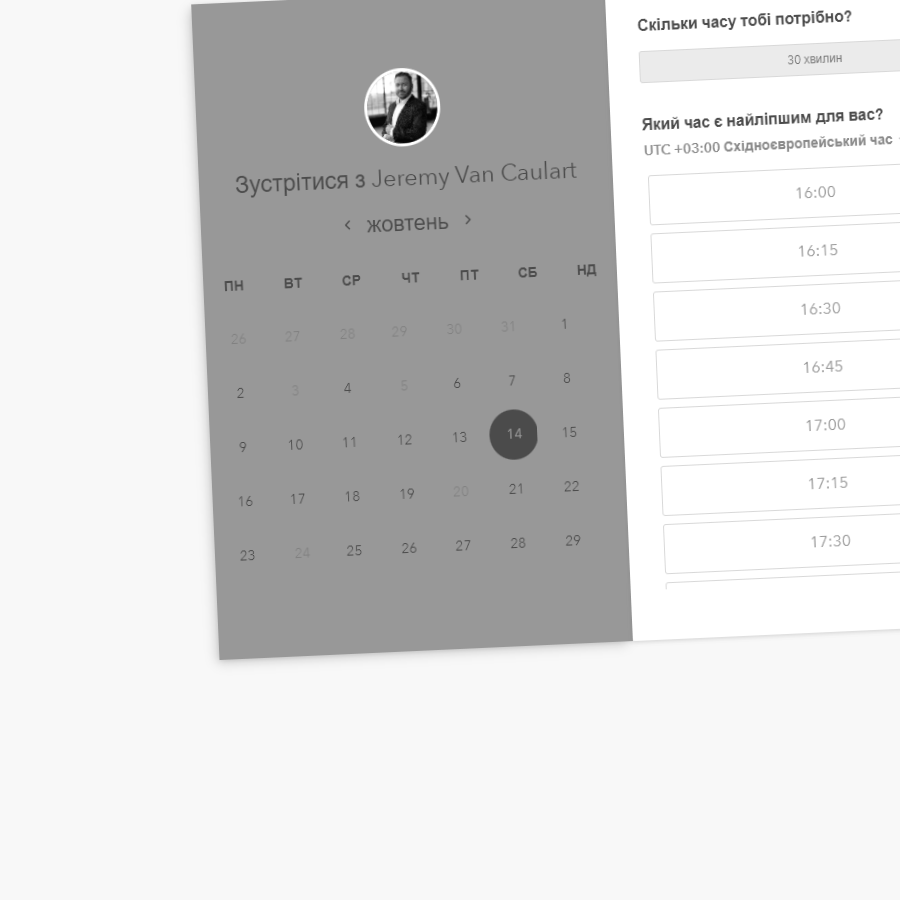 Зустрітися з Jeremy Van Caulart
‹ жовтень ›
ПН ВТ СР ЧТ ПТ СБ НД
26 27 28 29 30 31 1
2 3 4 5 6 7 8
9 10 11 12 13 14 15
16 17 18 19 20 21 22
23 24 25 26 27 28 29
Скільки часу тобі потрібно?
30 хвилин
Який час є найліпшим для вас?
UTC +03:00 Східноєвропейський час
16:00
16:15
16:30
16:45
17:00
17:15
17:30